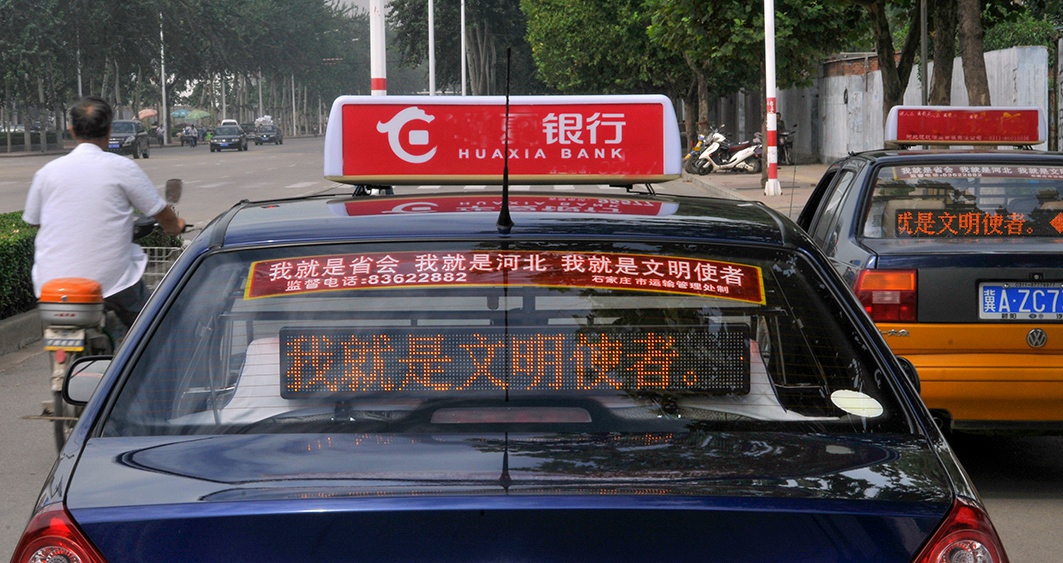 银行
HUAXIA BANK
我就是省会 我就是河北 我就是文明使者
监督电话:83622882 石家庄市运输管理处制
我就是文明使者。
我就是省会 我就是河北 我就是文
就是文明使者。
冀A·ZC7